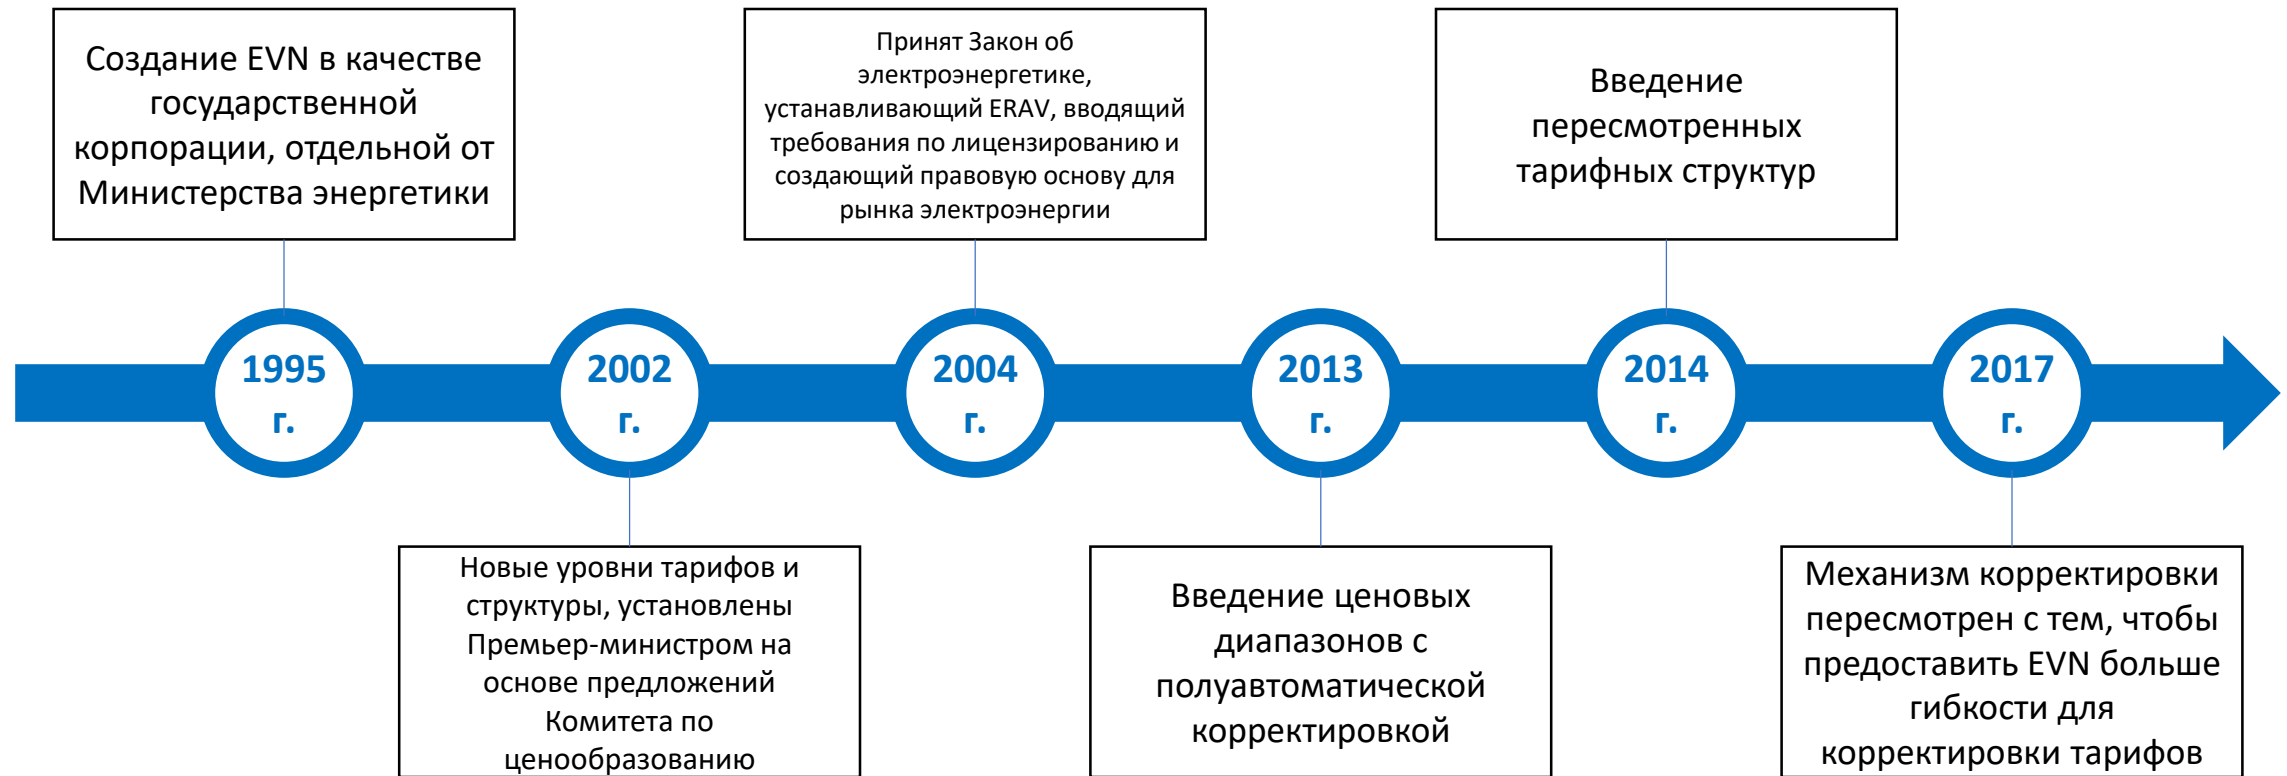 Создание EVN в качестве
государственной
корпорации, отдельной от
Министерства энергетики
Принят Закон об
электроэнергетике,
устанавливающий ERAV, вводящий
требования по лицензированию и
создающий правовую основу для
рынка электроэнергии
Введение
пересмотренных
тарифных структур
1995
г.
2002
г.
2004
г.
2013
г.
2014
г.
2017
г.
Новые уровни тарифов и
структуры, установлены
Премьер-министром на
основе предложений
Комитета по
ценообразованию
Введение ценовых
диапазонов с
полуавтоматической
корректировкой
Механизм корректировки
пересмотрен с тем, чтобы
предоставить EVN больше
гибкости для
корректировки тарифов